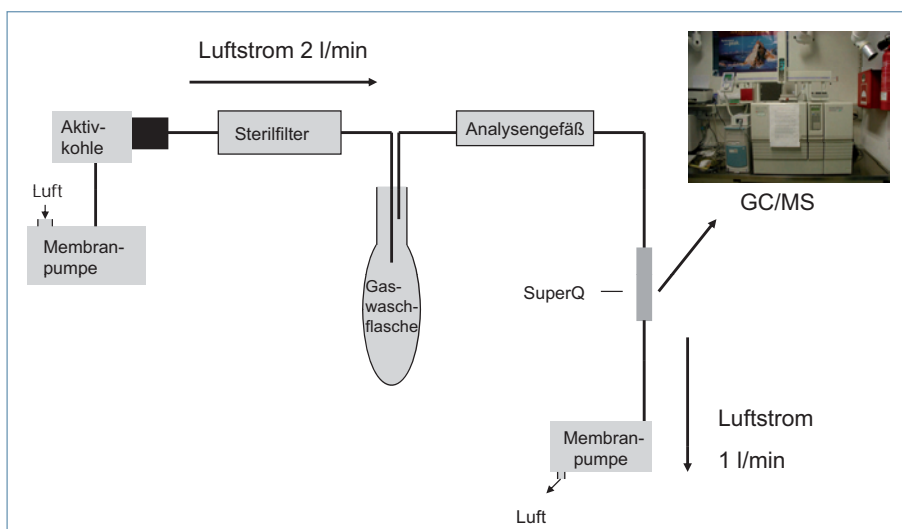 Luftstrom 2 l/min
Aktiv-
kohle
Sterilfilter
Analysengefäß
Luft
Membran-
pumpe
Gas-
wasch-
flasche
GC/MS
SuperQ
Luftstrom
1 l/min
Membran-
pumpe
Luft